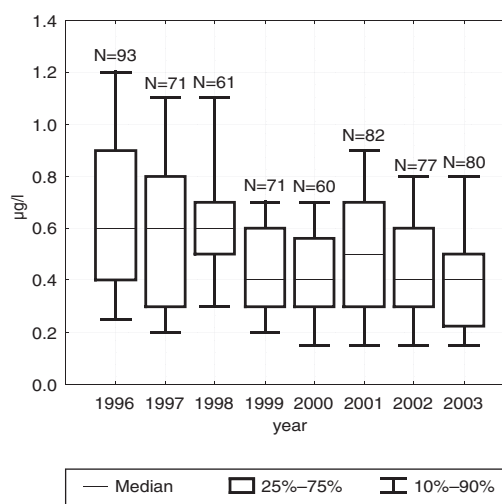 1.4
N=93
1.2
N=71 N=61
1.0
N=82
N=77 N=80
0.8
N=71 N=60
µg/l
0.6
0.4
0.2
0.0
1996 1997 1998 1999 2000 2001 2002 2003
year
Median 25%–75% 10%–90%